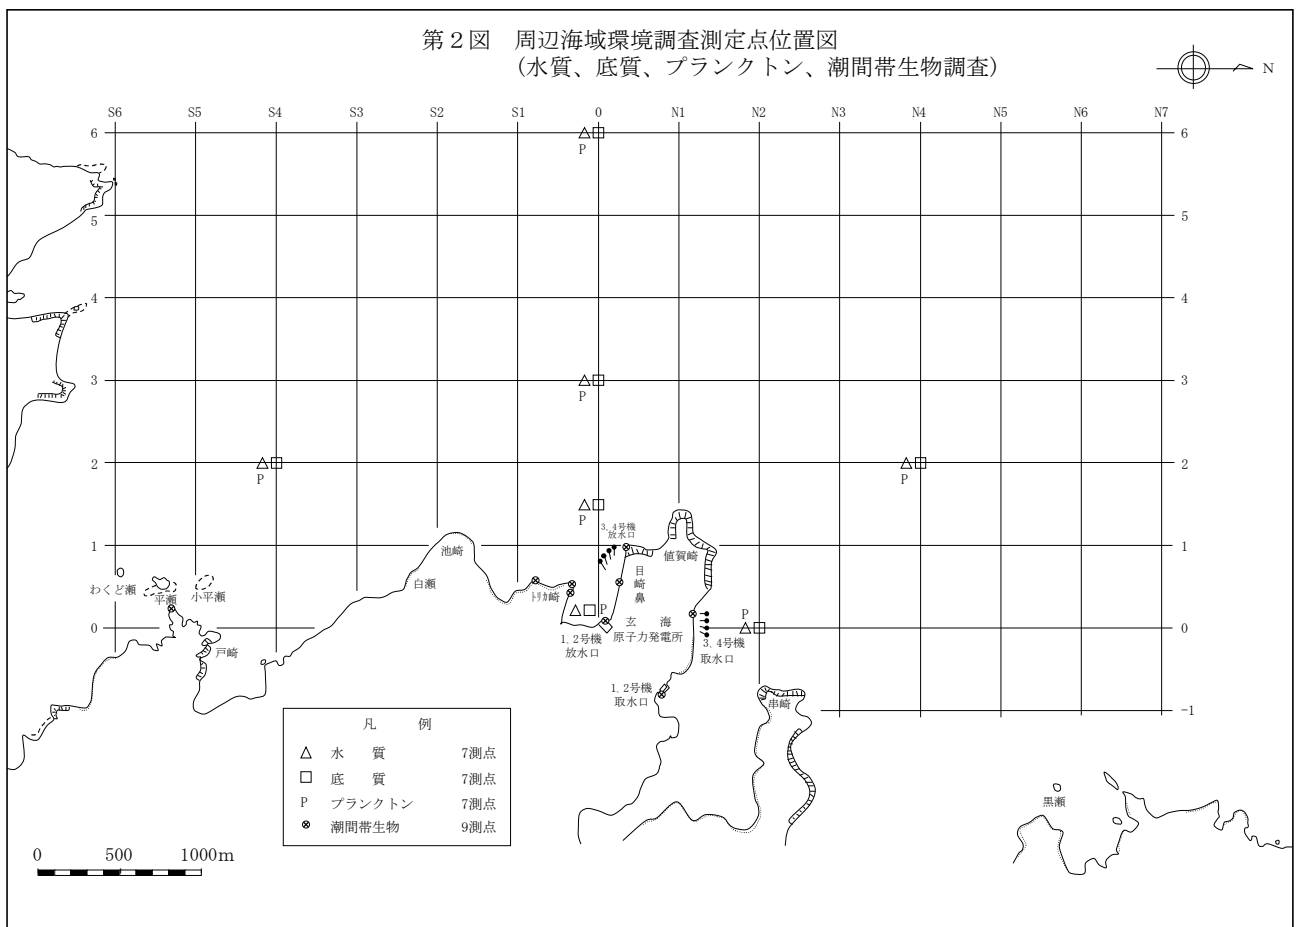 第２図　周辺海域環境調査測定点位置図
(水質、底質、プランクトン、潮間帯生物調査)
N
S6 S5 S4 S3 S2 S1 0 N1 N2 N3 N4 N5 N6 N7
6 P 6
5 5
4 4
3 P 3
2 P P 2
P
3,4号機
放水口
1 池崎 値賀崎 1
わくど瀬 平瀬 小平瀬 白瀬 ﾄﾘｶ崎
目崎鼻
P P
0 玄　海 0
原子力発電所
1,2号機
放水口
3,4号機
取水口
戸崎
1,2号機
取水口
串崎
-1
凡　例
水　質 7測点
底　質 7測点
P プランクトン 7測点
潮間帯生物 9測点
黒瀬
0 500 1000m